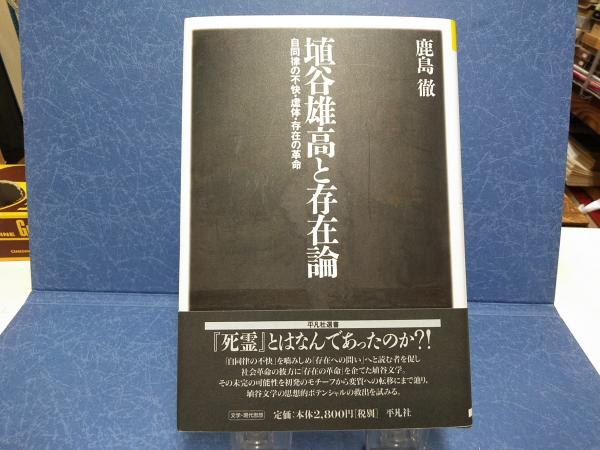 鹿島 徹
埴谷雄高と存在論
自同律の不快・虚体・存在の革命
平凡社選書
『死霊』とはなんであったのか?!
「自同律の不快」を噛みしめ「存在への問い」へと読む者を促し
社会革命の彼方に「存在の革命」を企てた埴谷文学。
その未完の可能性を初発のモチーフから変質への転移にまで辿り、
埴谷文学の思想的ポテンシャルの救出を試みる。
文学・現代思想
定価:本体2,800円[税別] 平凡社